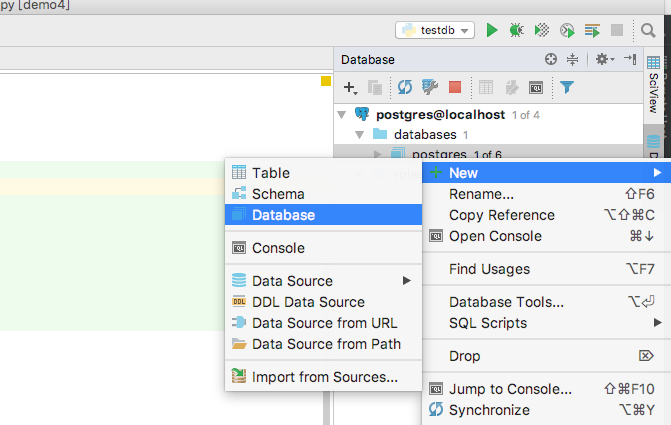 py [demo4]
testdb
Database
postgres@localhost 1 of 4
databases 1
postgres 1 of 6
SciView
D
New
Rename... ⇧F6
Copy Reference ⌥⇧⌘C
Open Console ⌘↓
Find Usages ⌥F7
Database Tools... ⌥⏎
SQL Scripts
Drop ⌦
Jump to Console... ⇧⌘F10
Synchronize ⌥⌘Y
Table
Schema
Database
Console
Data Source
DDL Data Source
Data Source from URL
Data Source from Path
Import from Sources...